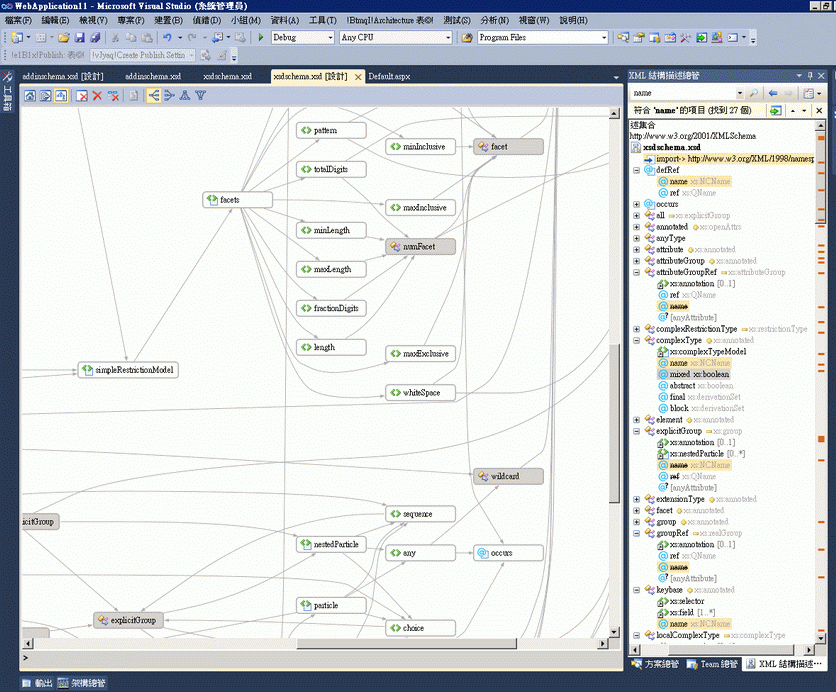 WebApplication11 - Microsoft Visual Studio (系統管理員)
檔案(F) 編輯(E) 檢視(V) 專案(P) 建置(B) 偵錯(D) 小組(M) 資料(A) 工具(T) 架構(C) 測試(S) 分析(N) 視窗(W) 說明(H)
Debug Any CPU Program Files
addinschema.xsd [設計] addinschema.xsd xsdschema.xsd xsdschema.xsd [設計] Default.aspx
工具箱
pattern
minInclusive
facet
totalDigits
facets
maxInclusive
minLength
numFacet
maxLength
fractionDigits
length
maxExclusive
simpleRestrictionModel
whiteSpace
wildcard
sequence
icitGroup
nestedParticle
any
occurs
particle
explicitGroup
choice
>
輸出 架構總管
XML 結構描述總管
name
符合 'name' 的項目 (找到 27 個)
述集合
http://www.w3.org/2001/XMLSchema
xsdschema.xsd
import-> http://www.w3.org/XML/1998/namesp
defRef
name xs:NCName
ref xs:QName
occurs
all xs:explicitGroup
annotated xs:openAttrs
anyType
attribute xs:annotated
attributeGroup xs:annotated
attributeGroupRef xs:attributeGroup
xs:annotation [0..1]
ref xs:QName
name
[anyAttribute]
complexRestrictionType xs:restrictionType
complexType xs:annotated
xs:complexTypeModel
name xs:NCName
mixed xs:boolean
abstract xs:boolean
final xs:derivationSet
block xs:derivationSet
element xs:annotated
explicitGroup xs:group
xs:annotation [0..1]
xs:nestedParticle [0..*]
name xs:NCName
ref xs:QName
[anyAttribute]
extensionType xs:annotated
facet xs:annotated
group xs:annotated
groupRef xs:realGroup
xs:annotation [0..1]
ref xs:QName
name
[anyAttribute]
keybase xs:annotated
xs:selector
xs:field [1..*]
name xs:NCName
localComplexType xs:complexType
方案總管 Team 總管 XML 結構描述⋯